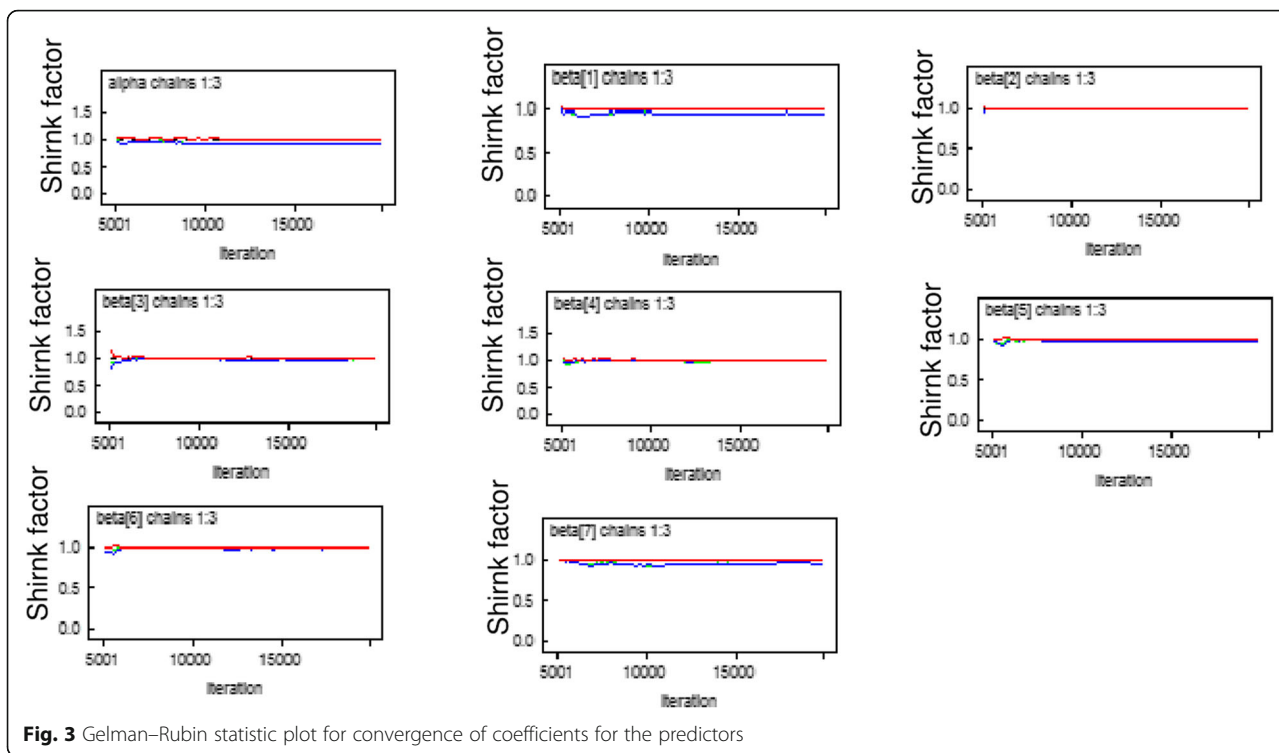 Shirnk factor
alpha chains 1:3
1.5
1.0
0.5
0.0
5001 10000 15000
Iteration
Shirnk factor
beta[1] chains 1:3
1.0
0.5
0.0
5001 10000 15000
Iteration
Shirnk factor
beta[2] chains 1:3
1.0
0.5
0.0
5001 10000 15000
Iteration
Shirnk factor
beta[3] chains 1:3
1.5
1.0
0.5
0.0
5001 10000 15000
Iteration
Shirnk factor
beta[4] chains 1:3
1.5
1.0
0.5
0.0
5001 10000 15000
Iteration
Shirnk factor
beta[5] chains 1:3
1.0
0.5
0.0
5001 10000 15000
Iteration
Shirnk factor
beta[6] chains 1:3
1.0
0.5
0.0
5001 10000 15000
Iteration
Shirnk factor
beta[7] chains 1:3
1.0
0.5
0.0
5001 10000 15000
Iteration
Fig. 3 Gelman–Rubin statistic plot for convergence of coefficients for the predictors